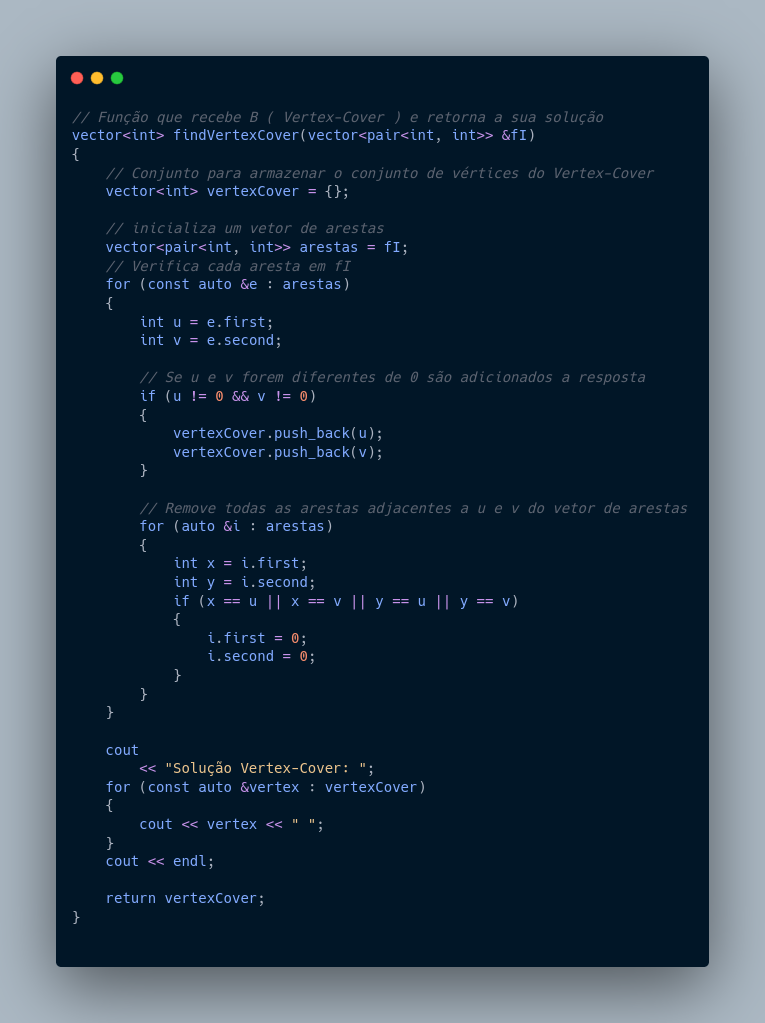 // Função que recebe B ( Vertex-Cover ) e retorna a sua solução
vector<int> findVertexCover(vector<pair<int, int>> &fI)
{
    // Conjunto para armazenar o conjunto de vértices do Vertex-Cover
    vector<int> vertexCover = {};

    // inicializa um vetor de arestas
    vector<pair<int, int>> arestas = fI;
    // Verifica cada aresta em fI
    for (const auto &e : arestas)
    {
        int u = e.first;
        int v = e.second;

        // Se u e v forem diferentes de 0 são adicionados a resposta
        if (u != 0 && v != 0)
        {
            vertexCover.push_back(u);
            vertexCover.push_back(v);
        }

        // Remove todas as arestas adjacentes a u e v do vetor de arestas
        for (auto &i : arestas)
        {
            int x = i.first;
            int y = i.second;
            if (x == u || x == v || y == u || y == v)
            {
                i.first = 0;
                i.second = 0;
            }
        }
    }

    cout
        << "Solução Vertex-Cover: ";
    for (const auto &vertex : vertexCover)
    {
        cout << vertex << " ";
    }
    cout << endl;

    return vertexCover;
}